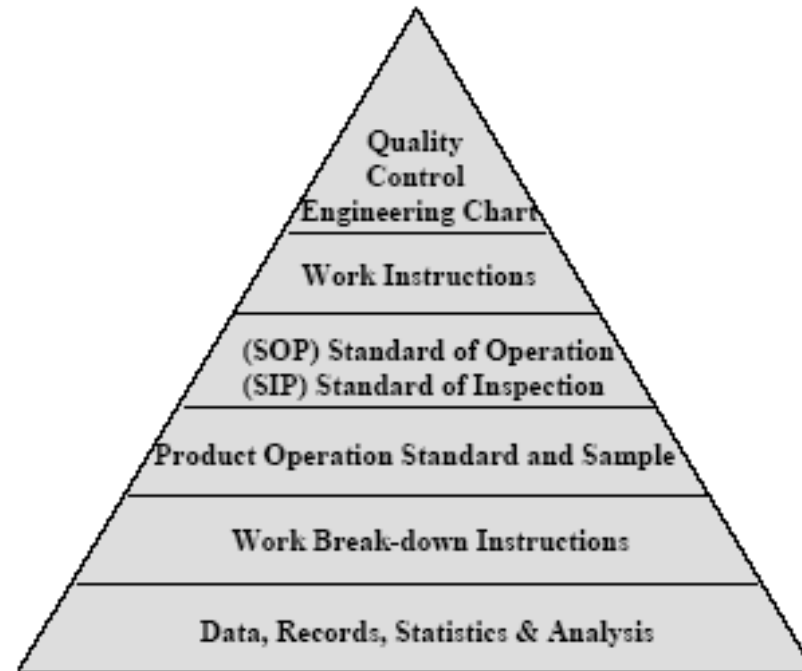 Quality
Control
Engineering Chart
Work Instructions
(SOP) Standard of Operation
(SIP) Standard of Inspection
Product Operation Standard and Sample
Work Break-down Instructions
Data, Records, Statistics & Analysis